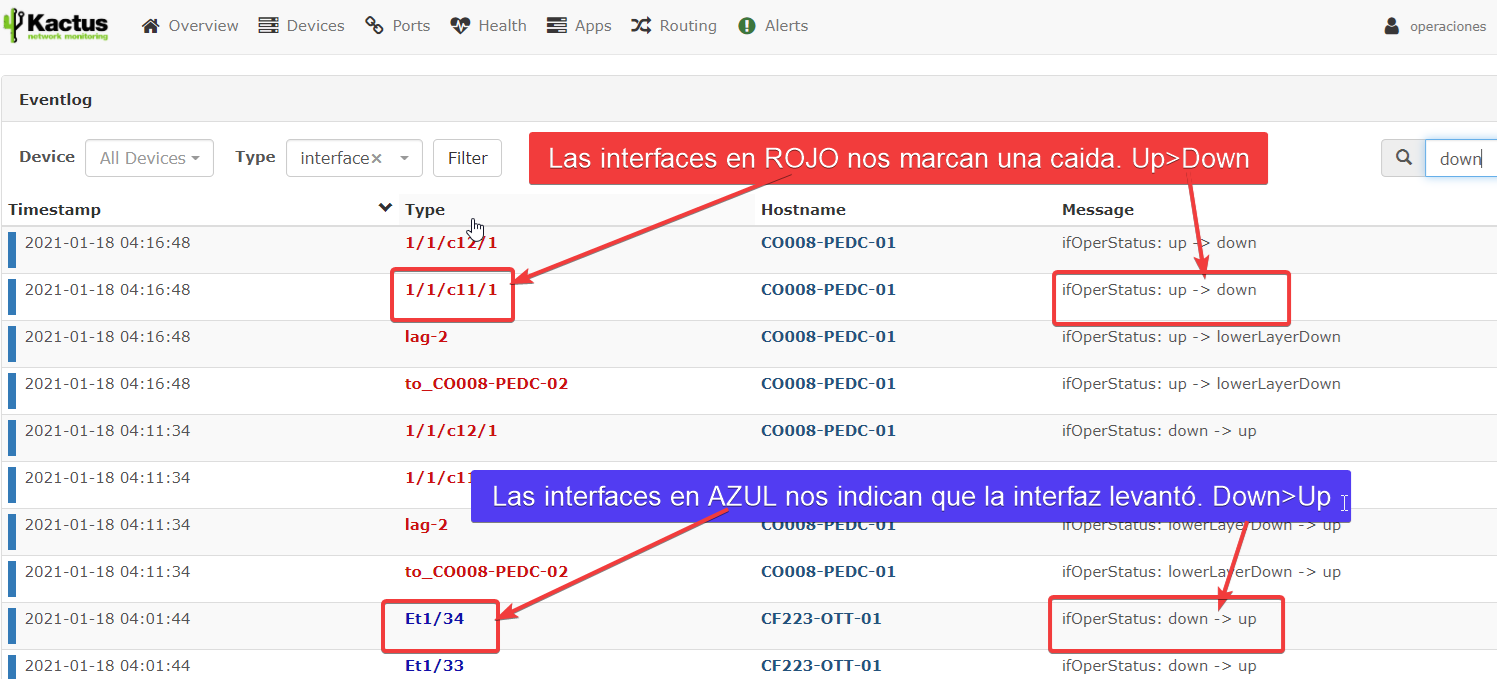 Kactus
network monitoring
Overview Devices Ports Health Apps Routing Alerts operaciones
Eventlog
Device All Devices Type interface× Filter down
Las interfaces en ROJO nos marcan una caida. Up>Down
Timestamp Type Hostname Message
2021-01-18 04:16:48 1/1/c12/1 CO008-PEDC-01 ifOperStatus: up -> down
2021-01-18 04:16:48 1/1/c11/1 CO008-PEDC-01 ifOperStatus: up -> down
2021-01-18 04:16:48 lag-2 CO008-PEDC-01 ifOperStatus: up -> lowerLayerDown
2021-01-18 04:16:48 to_CO008-PEDC-02 CO008-PEDC-01 ifOperStatus: up -> lowerLayerDown
2021-01-18 04:11:34 1/1/c12/1 CO008-PEDC-01 ifOperStatus: down -> up
2021-01-18 04:11:34 1/1/c11
Las interfaces en AZUL nos indican que la interfaz levantó. Down>Up
2021-01-18 04:11:34 lag-2 CO008-PEDC-01 ifOperStatus: lowerLayerDown -> up
2021-01-18 04:11:34 to_CO008-PEDC-02 CO008-PEDC-01 ifOperStatus: lowerLayerDown -> up
2021-01-18 04:01:44 Et1/34 CF223-OTT-01 ifOperStatus: down -> up
2021-01-18 04:01:44 Et1/33 CF223-OTT-01 ifOperStatus: down -> up